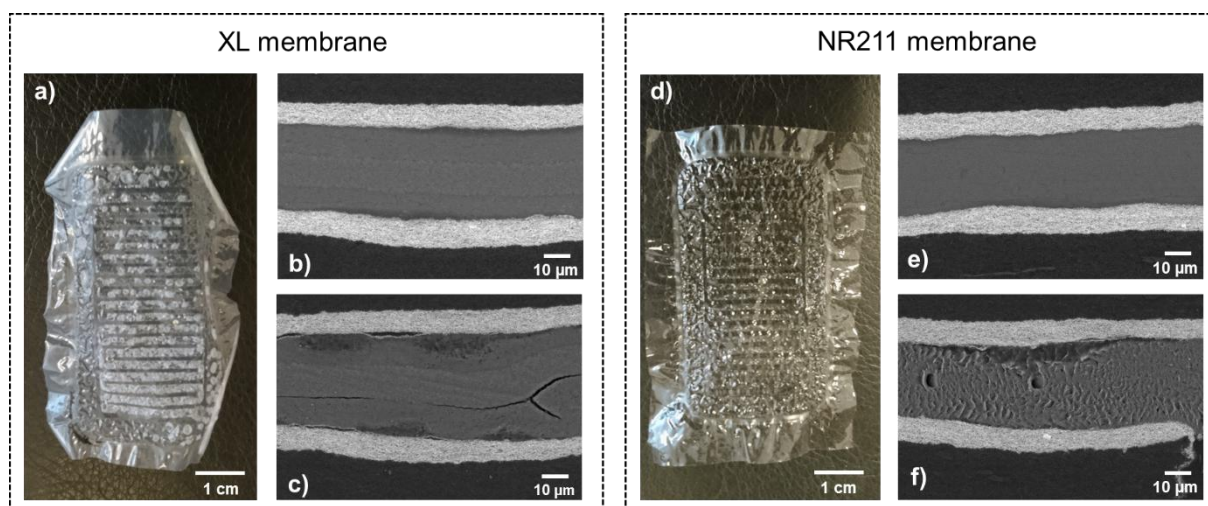 XL membrane
a)
1 cm
b)
10 µm
c)
10 µm
NR211 membrane
d)
1 cm
e)
10 µm
f)
10 µm